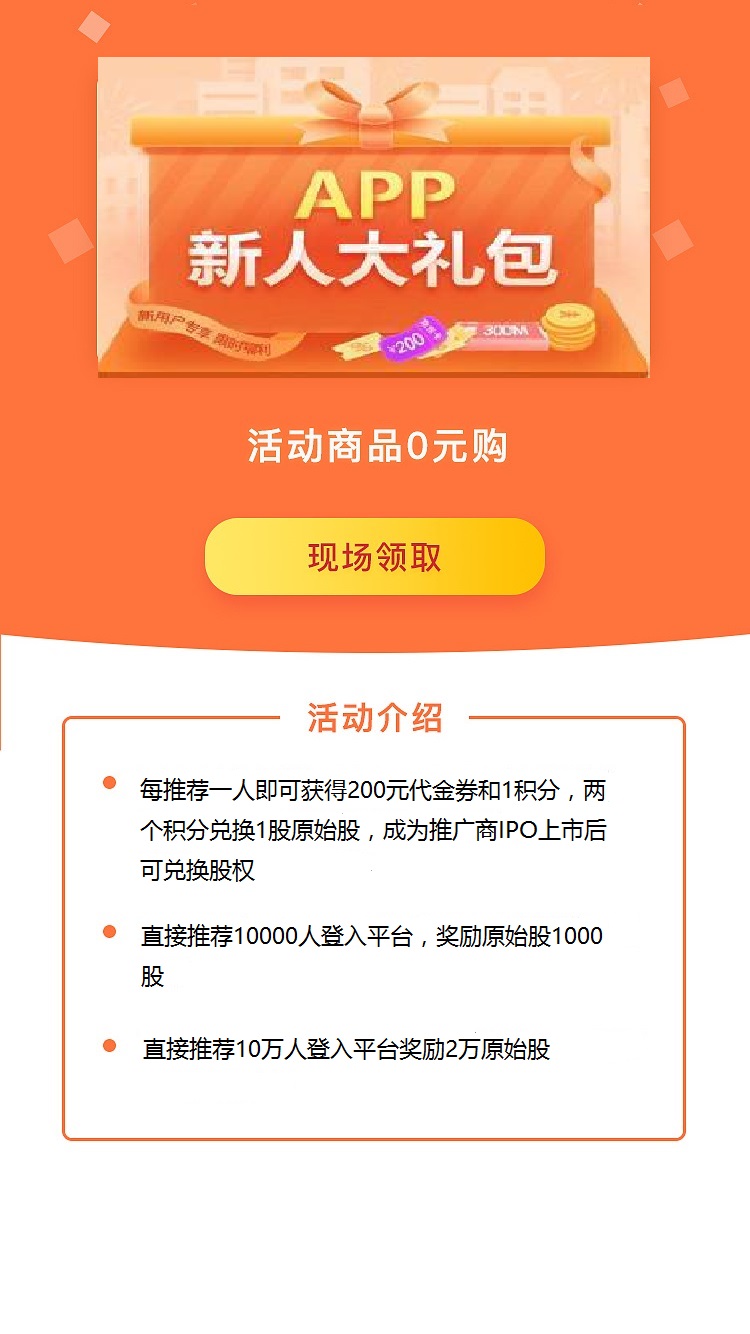 APP
新人大礼包
新用户专享 限时福利
¥200
300M
活动商品0元购
现场领取
活动介绍
每推荐一人即可获得200元代金券和1积分，两
个积分兑换1股原始股，成为推广商IPO上市后
可兑换股权
直接推荐10000人登入平台，奖励原始股1000
股
直接推荐10万人登入平台奖励2万原始股